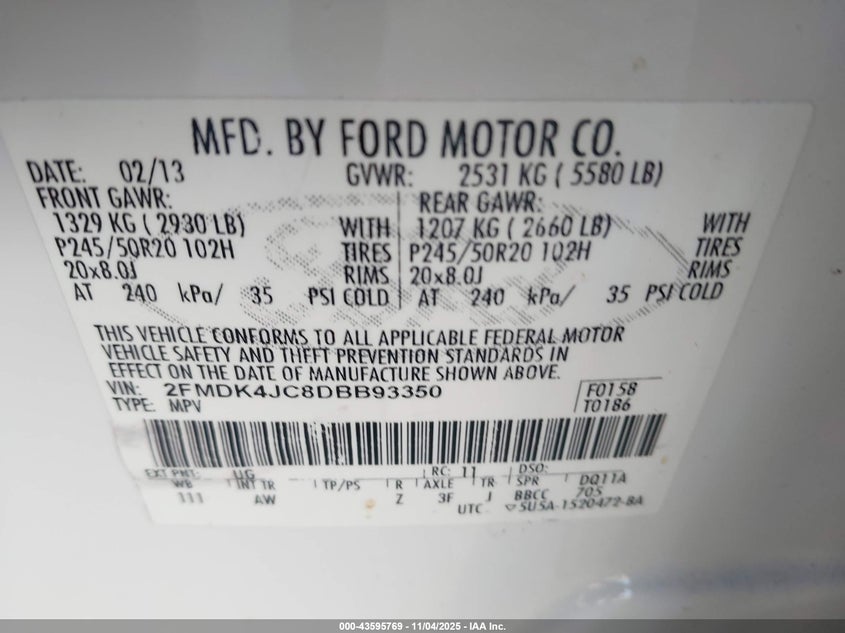 MFD. BY FORD MOTOR CO.
DATE: 02/13 GVWR: 2531 KG ( 5580 LB)
FRONT GAWR: REAR GAWR:
1329 KG ( 2930 LB) WITH 1207 KG ( 2660 LB) WITH
P245/50R20 102H TIRES P245/50R20 102H TIRES
20x8.0J RIMS 20x8.0J RIMS
AT 240 kPa/ 35 PSI COLD AT 240 kPa/ 35 PSI COLD
THIS VEHICLE CONFORMS TO ALL APPLICABLE FEDERAL MOTOR
VEHICLE SAFETY AND THEFT PREVENTION STANDARDS IN
EFFECT ON THE DATE OF MANUFACTURE SHOWN ABOVE.
VIN: 2FMDK4JC8DBB93350 F0158
TYPE: MPV T0186
EXT PNT: UG RC: 11 DSO:
WB INT TR TP/PS R AXLE TR SPR DQ11A
111 AW Z 3F J BBCC 705
UTC ▽5U5A-1520472-BA
000-43595769 - 11/04/2025 - IAA Inc.